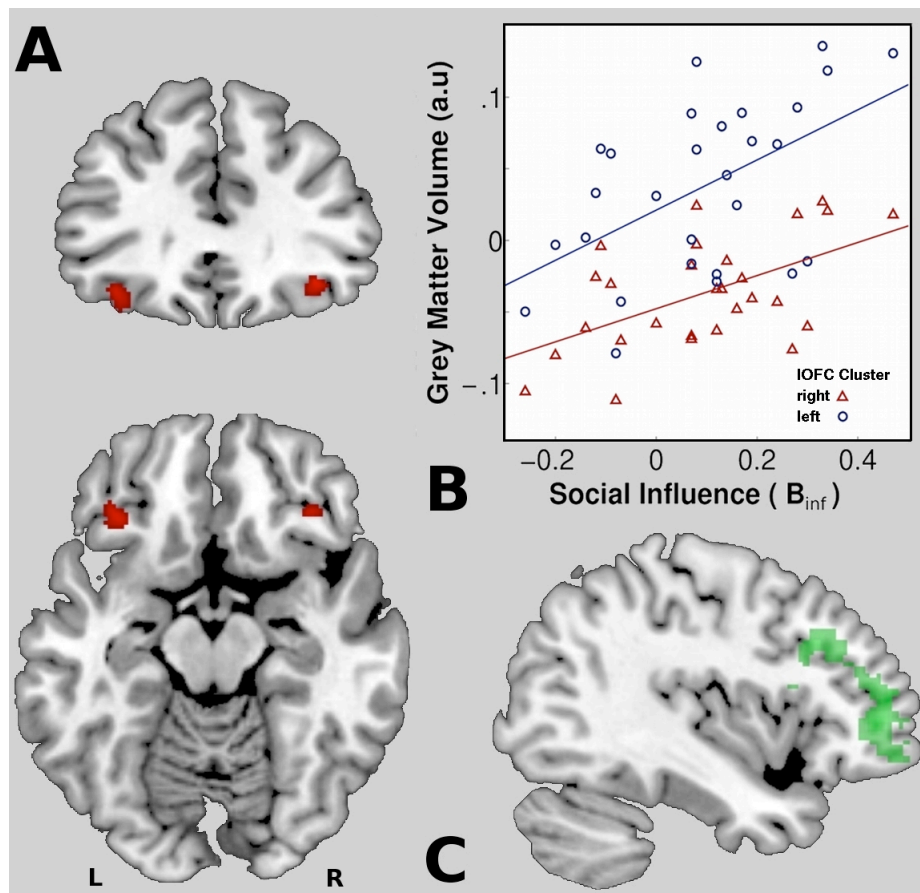 A
Grey Matter Volume (a.u)
.1
0
−.1
lOFC Cluster
right
left
−0.2 0 0.2 0.4
Social Influence ( B inf )
B
L R
C